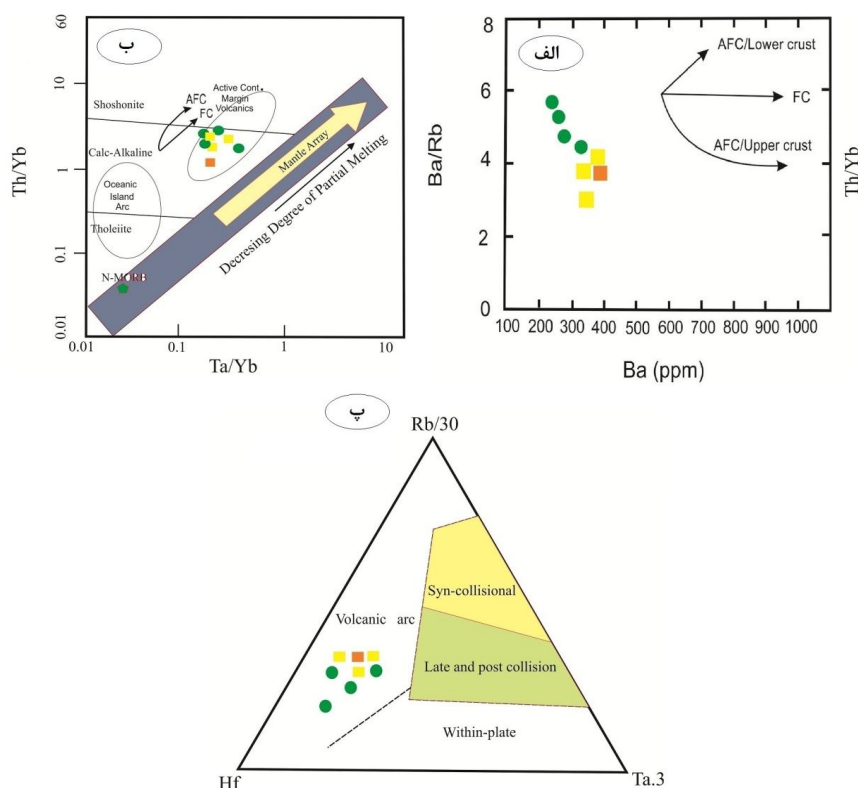 ب
60
10
1
0.1
0.01
Th/Yb
Shoshonite
Calc-Alkaline
Oceanic
Island
Arc
Tholeiite
N-MORB
AFC
FC
Active Cont.
Margin
Volcanics
Mantle Array
Decresing Degree of Partial Melting
0.01
0.1
1
10
Ta/Yb
الف
8
6
4
2
0
Ba/Rb
AFC/Lower crust
FC
AFC/Upper crust
Th/Yb
100 200 300 400 500 600 700 800 900 1000
Ba (ppm)
پ
Rb/30
Syn-collisional
Volcanic arc
Late and post collision
Within-plate
Hf
Ta.3